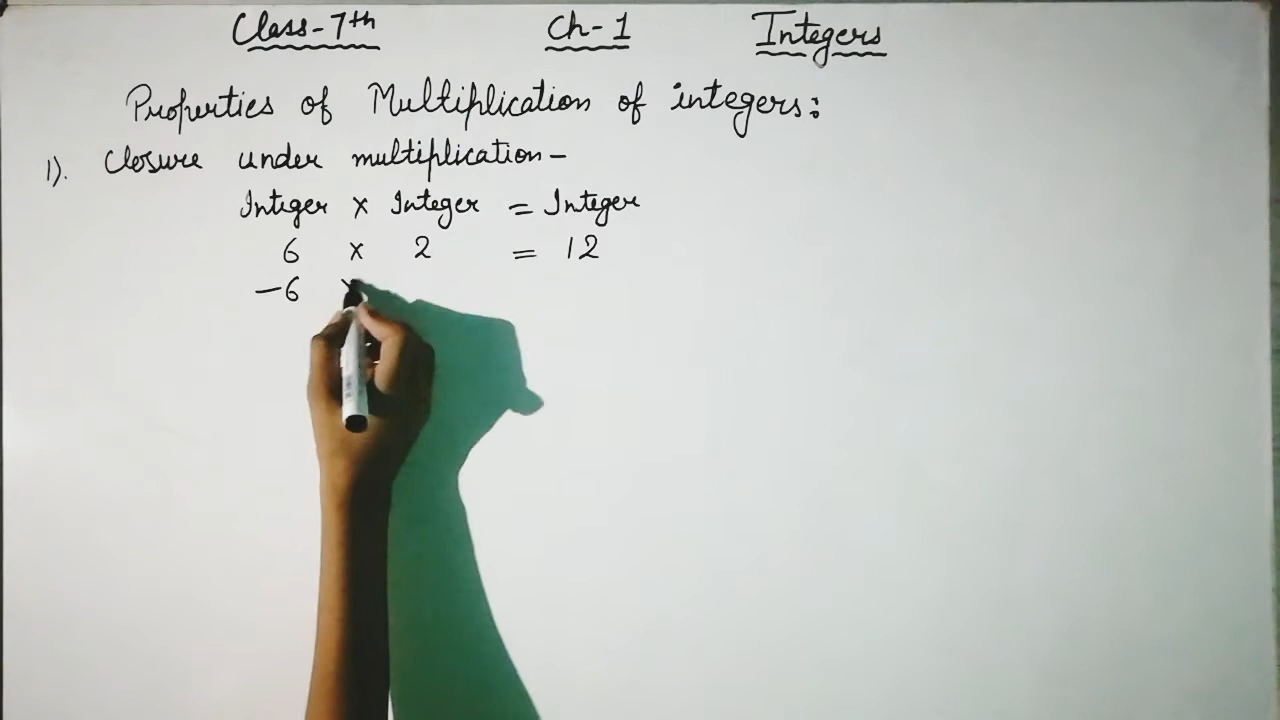 Class-7th Ch-1 Integers
Properties of Multiplication of integers:
1). Closure under multiplication-
Integer x Integer = Integer
6 x 2 = 12
-6 x